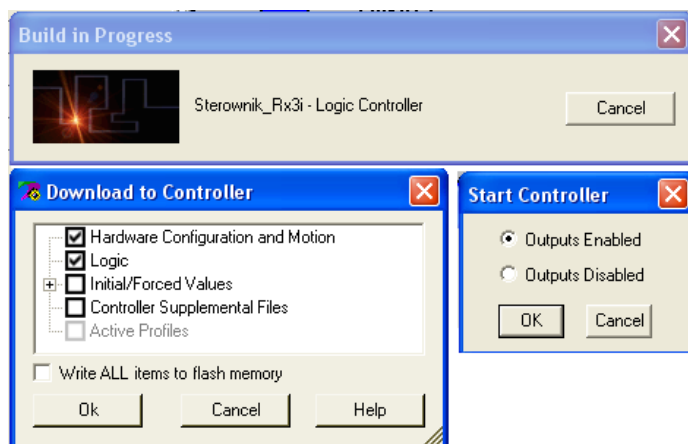 Build in Progress
Sterownik_Rx3i - Logic Controller
Cancel
Download to Controller
Hardware Configuration and Motion
Logic
Initial/Forced Values
Controller Supplemental Files
Active Profiles
Write ALL items to flash memory
Ok Cancel Help
Start Controller
Outputs Enabled
Outputs Disabled
OK Cancel